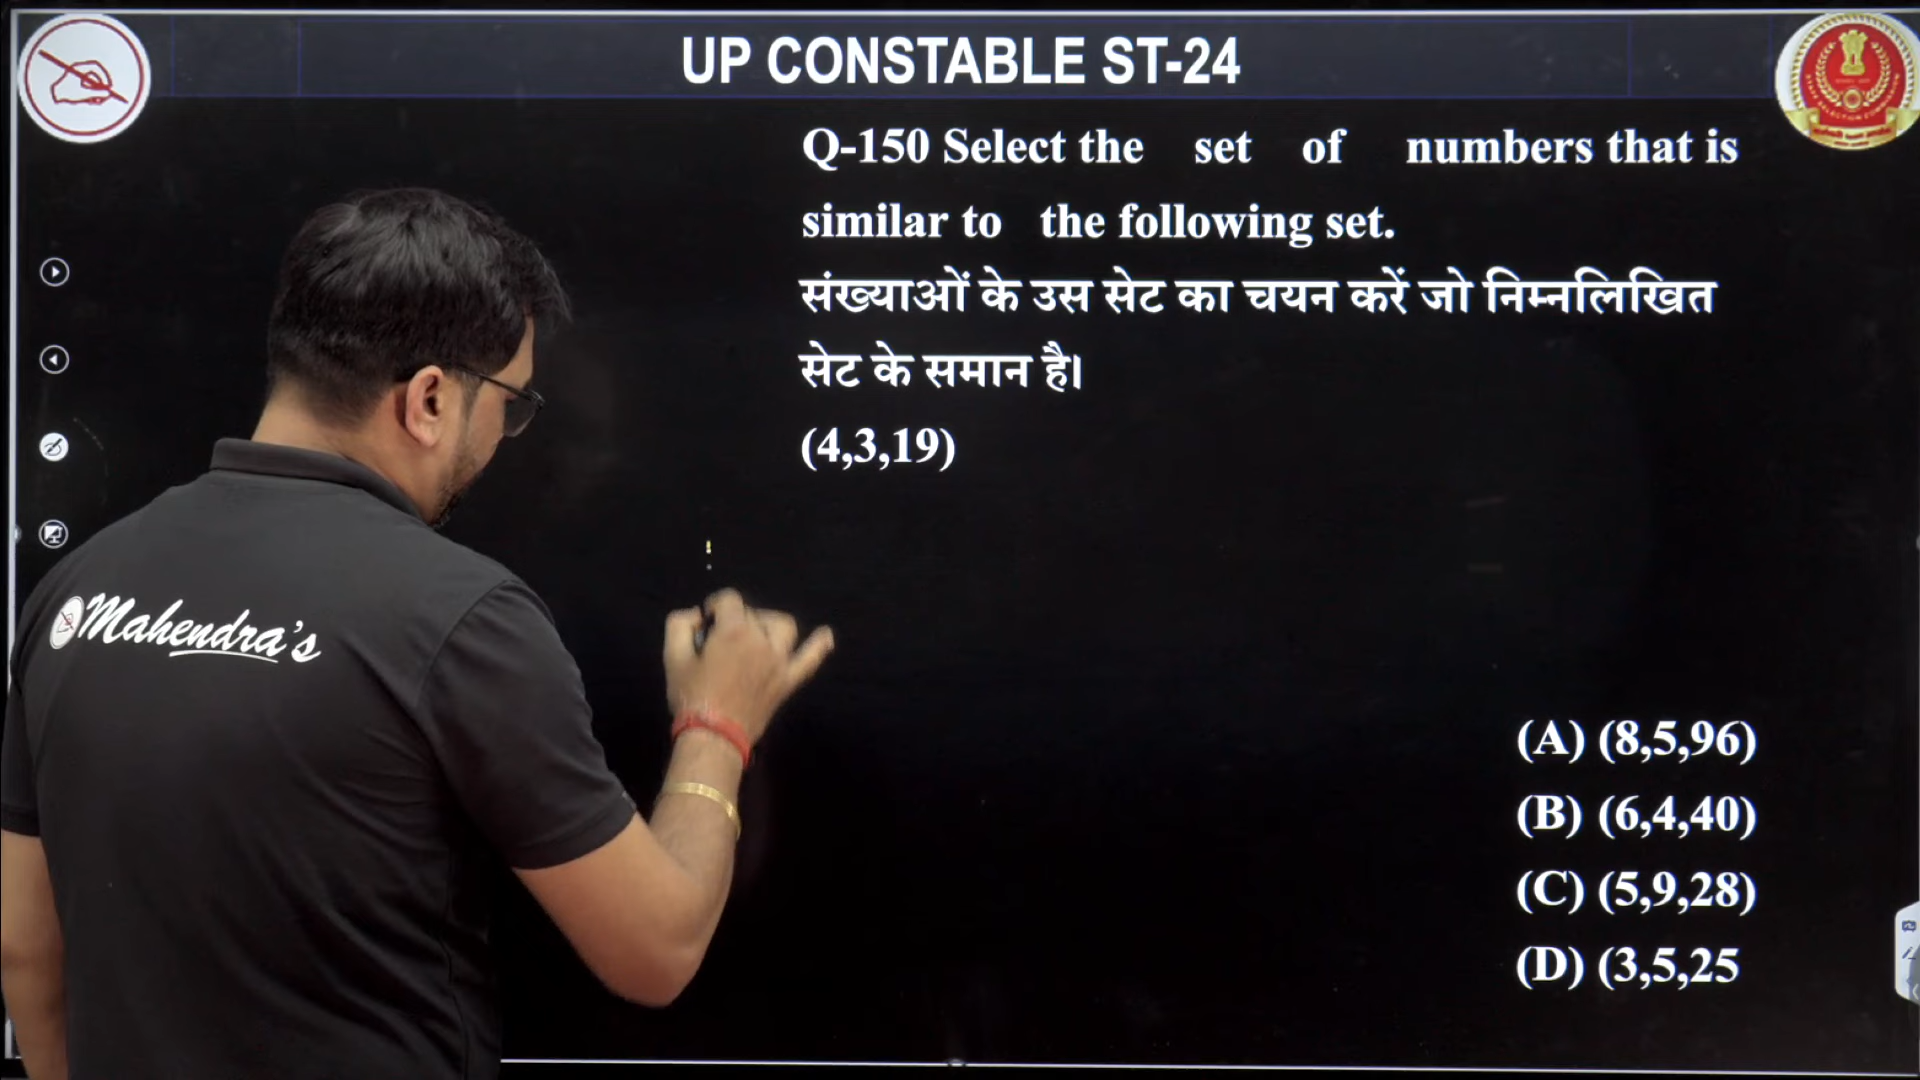 UP CONSTABLE ST-24
Q-150 Select the set of numbers that is
similar to the following set.
संख्याओं के उस सेट का चयन करें जो निम्नलिखित
सेट के समान है।
(4,3,19)
Mahendra's
(A) (8,5,96)
(B) (6,4,40)
(C) (5,9,28)
(D) (3,5,25